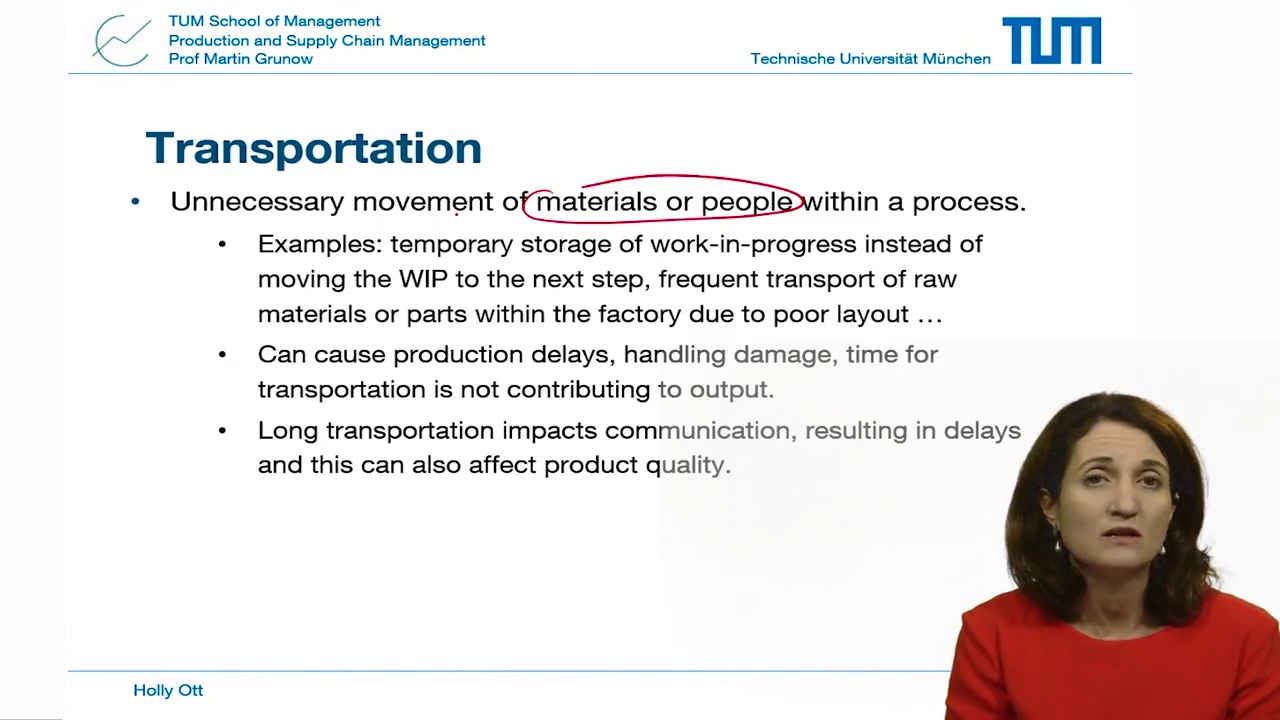 TUM School of Management
Production and Supply Chain Management
Prof Martin Grunow
Technische Universität München
TUM
Transportation
• Unnecessary movement of materials or people within a process.
• Examples: temporary storage of work-in-progress instead of
moving the WIP to the next step, frequent transport of raw
materials or parts within the factory due to poor layout …
• Can cause production delays, handling damage, time for
transportation is not contributing to output.
• Long transportation impacts communication, resulting in delays
and this can also affect product quality.
Holly Ott